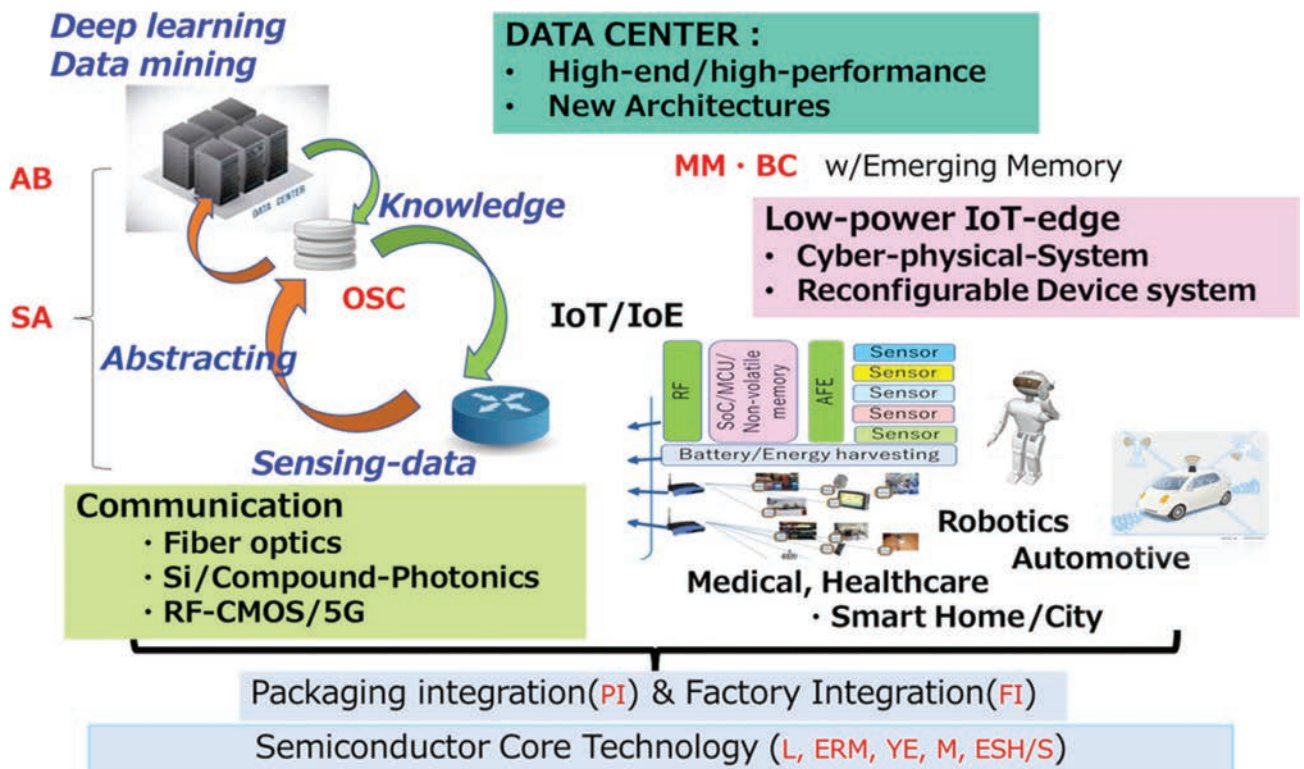 Deep learning
Data mining
DATA CENTER :
• High-end/high-performance
• New Architectures
DATA CENTER
AB
SA
Knowledge
OSC
Abstracting
Sensing-data
MM・BC w/Emerging Memory
Low-power IoT-edge
• Cyber-physical-System
• Reconfigurable Device system
IoT/IoE
RF
SoC/MCU/
Non-volatile
memory
AFE
Sensor
Sensor
Sensor
Sensor
Sensor
Battery/Energy harvesting
Communication
・Fiber optics
・Si/Compound-Photonics
・RF-CMOS/5G
Robotics
Automotive
Medical, Healthcare
・Smart Home/City
Packaging integration(PI) & Factory Integration(FI)
Semiconductor Core Technology (L, ERM, YE, M, ESH/S)